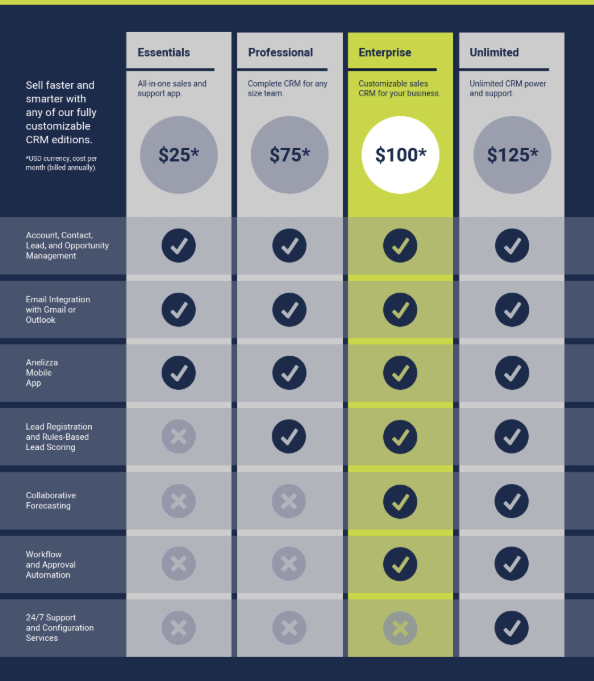 Sell faster and
smarter with
any of our fully
customizable
CRM editions.
*USD currency, cost per
month (billed annually).
Essentials
All-in-one sales and
support app.
$25*
Professional
Complete CRM for any
size team.
$75*
Enterprise
Customizable sales
CRM for your business.
$100*
Unlimited
Unlimited CRM power
and support.
$125*
Account, Contact,
Lead, and Opportunity
Management
Email Integration
with Gmail or
Outlook
Anelizza
Mobile
App
Lead Registration
and Rules-Based
Lead Scoring
Collaborative
Forecasting
Workflow
and Approval
Automation
24/7 Support
and Configuration
Services